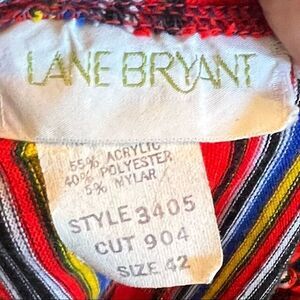 LANE BRYANT
55% ACRYLIC
40% POLYESTER
5% MYLAR
STYLE 3405
CUT 904
SIZE 42